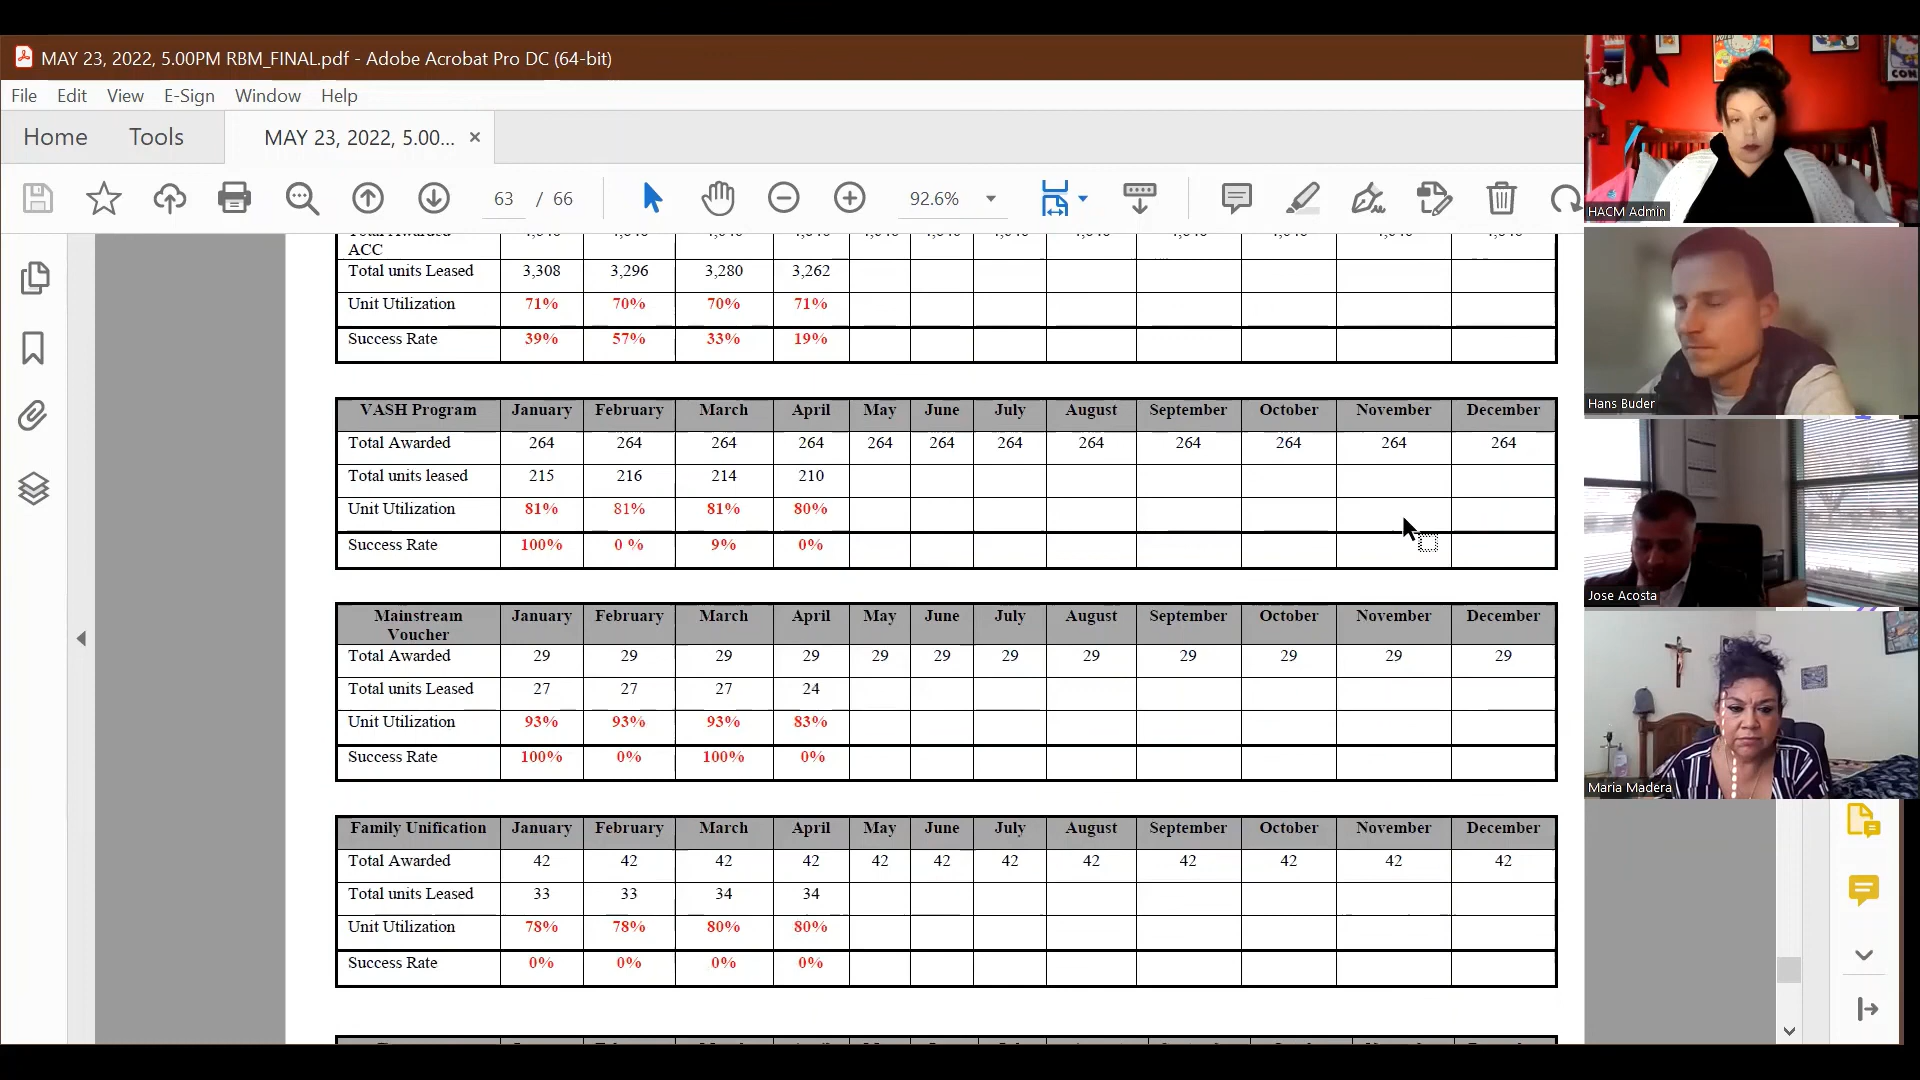 MAY 23, 2022, 5.00PM RBM_FINAL.pdf - Adobe Acrobat Pro DC (64-bit)
File Edit View E-Sign Window Help
Home Tools MAY 23, 2022, 5.00... ×
63 / 66 92.6%
ACC
Total units Leased 3,308 3,296 3,280 3,262
Unit Utilization 71% 70% 70% 71%
Success Rate 39% 57% 33% 19%
VASH Program January February March April May June July August September October November December
Total Awarded 264 264 264 264 264 264 264 264 264 264 264 264
Total units leased 215 216 214 210
Unit Utilization 81% 81% 81% 80%
Success Rate 100% 0 % 9% 0%
Mainstream Voucher January February March April May June July August September October November December
Total Awarded 29 29 29 29 29 29 29 29 29 29 29 29
Total units Leased 27 27 27 24
Unit Utilization 93% 93% 93% 83%
Success Rate 100% 0% 100% 0%
Family Unification January February March April May June July August September October November December
Total Awarded 42 42 42 42 42 42 42 42 42 42 42 42
Total units Leased 33 33 34 34
Unit Utilization 78% 78% 80% 80%
Success Rate 0% 0% 0% 0%
HACM Admin
Hans Buder
Jose Acosta
Maria Madera